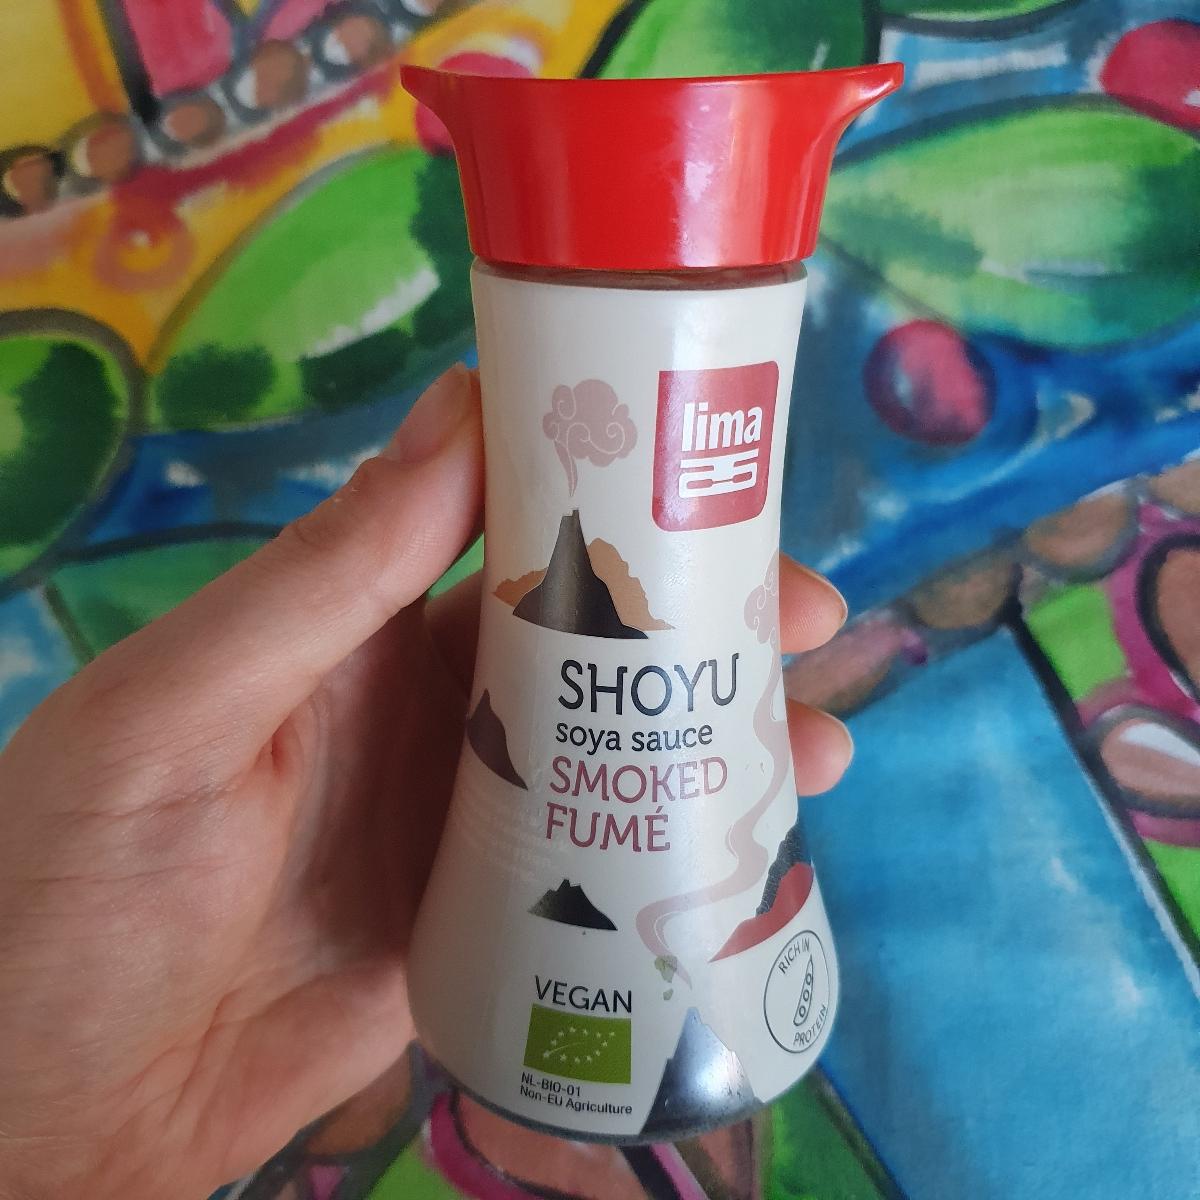 lima
SHOYU
soya sauce
SMOKED
FUMÉ
VEGAN
NL-BIO-01
Non-EU Agriculture
RICH IN
PROTEIN